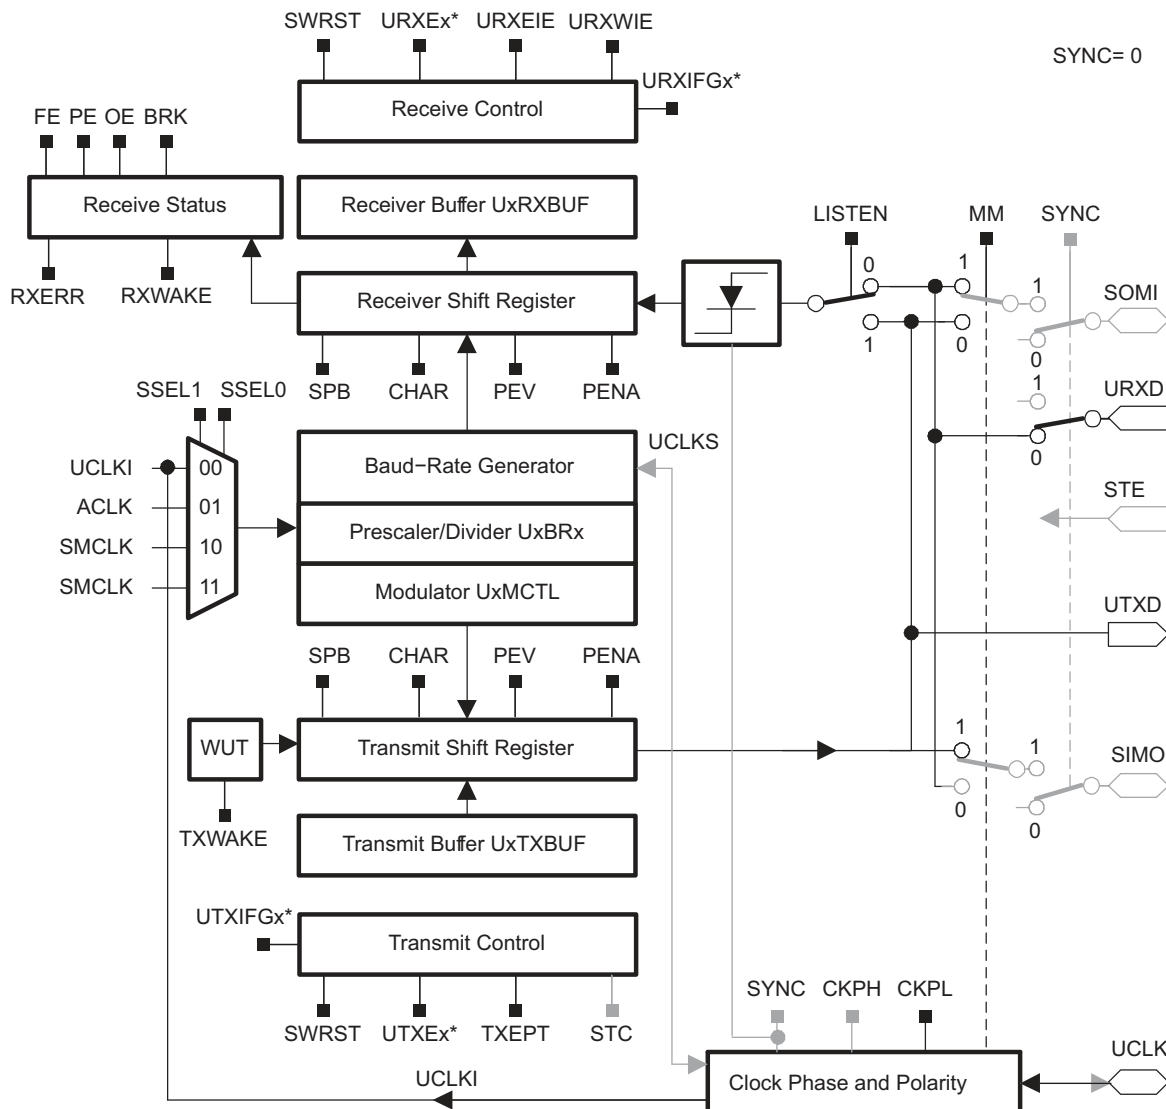 SWRST URXEx* URXEIE URXWIE
SYNC= 0
URXIFGx*
Receive Control
FE PE OE BRK
Receive Status
Receiver Buffer UxRXBUF
LISTEN MM SYNC
RXERR RXWAKE
Receiver Shift Register
0 1 1 SOMI
1 0 0
SPB CHAR PEV PENA
1 URXD
SSEL1 SSEL0
UCLKS
0
UCLKI 00
Baud−Rate Generator
STE
ACLK 01
Prescaler/Divider UxBRx
SMCLK 10
SMCLK 11
Modulator UxMCTL
UTXD
SPB CHAR PEV PENA
WUT
Transmit Shift Register
1 1 SIMO
0 0
TXWAKE
Transmit Buffer UxTXBUF
UTXIFGx*
Transmit Control
SYNC CKPH CKPL
SWRST UTXEx* TXEPT STC
UCLK
UCLKI
Clock Phase and Polarity